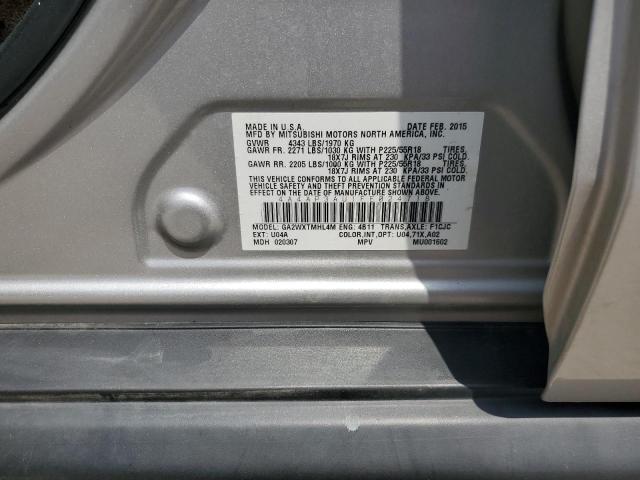 MADE IN U.S.A. DATE FEB. 2015
MFD BY MITSUBISHI MOTORS NORTH AMERICA, INC.
GVWR 4343 LBS/1970 KG
GAWR FR. 2271 LBS/1030 KG WITH P225/55R18 TIRES,
18X7J RIMS AT 230 KPA/33 PSI COLD.
GAWR RR. 2205 LBS/1000 KG WITH P225/55R18 TIRES,
18X7J RIMS AT 230 KPA/33 PSI COLD.
THIS VEHICLE CONFORMS TO ALL APPLICABLE FEDERAL MOTOR
VEHICLE SAFETY AND THEFT PREVENTION STANDARDS IN
EFFECT ON THE DATE OF MANUFACTURE SHOWN ABOVE.
4A4AP3AU1FE024718
MODEL: GA2WXTMHL4M ENG: 4B11 TRANS,AXLE: F1CJC
EXT: U04A COLOR,INT,OPT: U04,71X,A02
MDH 020307 MPV MU001602